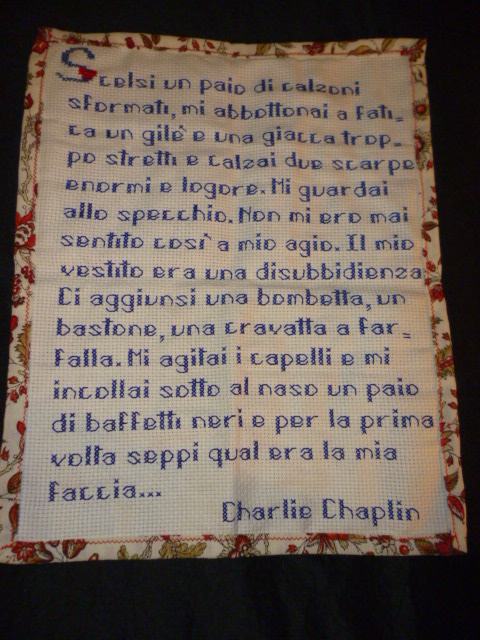 Scelsi un paio di calzoni
sformati, mi abbottonai a fati=
ca un gilè e una giacca trop=
po stretti e calzai due scarpe
enormi e logore. Mi guardai
allo specchio. Non mi ero mai
sentito così a mio agio. Il mio
vestito era una disubbidienza
Ci aggiunsi una bombetta, un
bastone, una cravatta a far=
falla. Mi agitai i capelli e mi
incollai sotto al naso un paio
di baffetti neri e per la prima
volta seppi qual era la mia
faccia...
Charlie Chaplin